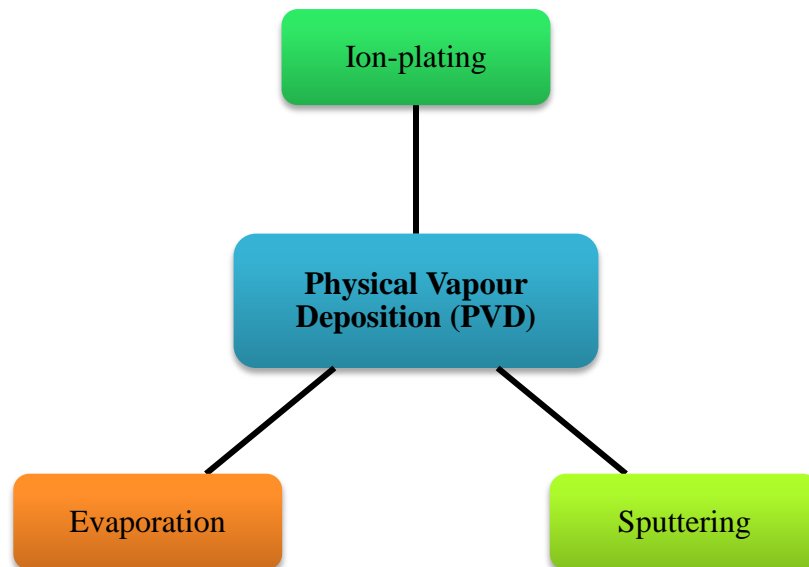 Ion-plating
Physical Vapour
Deposition (PVD)
Evaporation
Sputtering